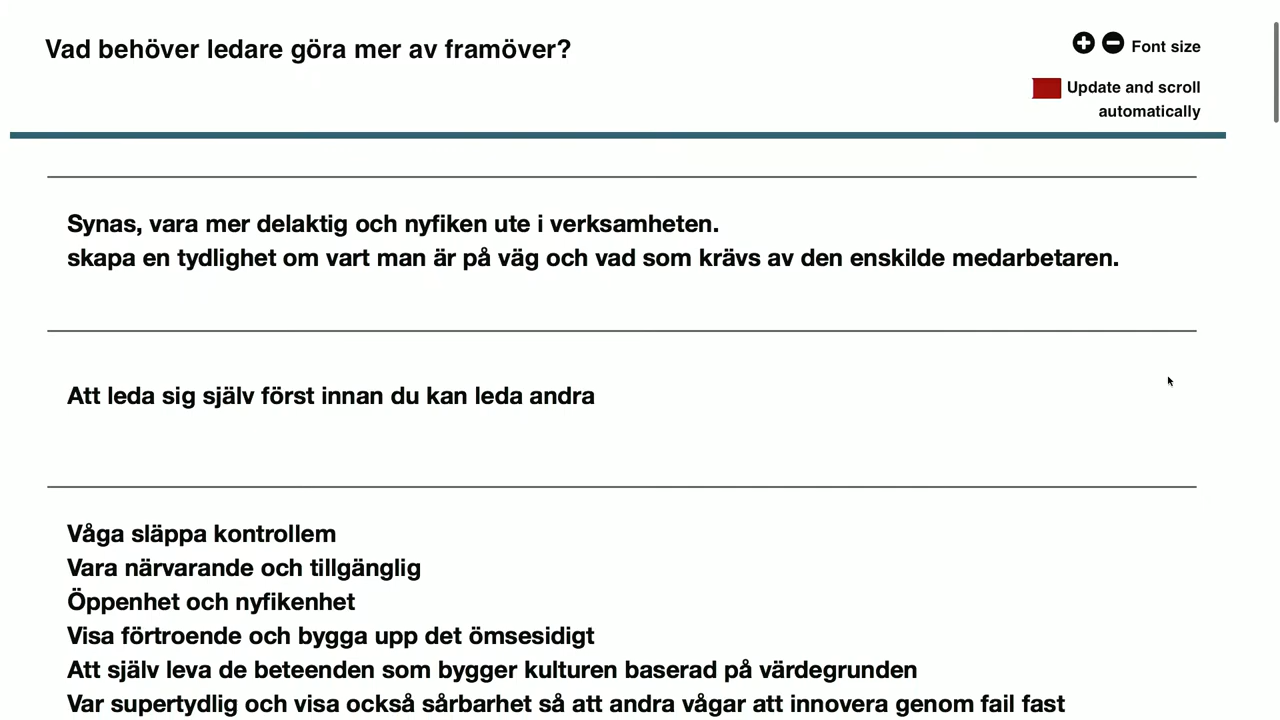 Vad behöver ledare göra mer av framöver?
Font size
Update and scroll
automatically
Synas, vara mer delaktig och nyfiken ute i verksamheten.
skapa en tydlighet om vart man är på väg och vad som krävs av den enskilde medarbetaren.
Att leda sig själv först innan du kan leda andra
Våga släppa kontrollem
Vara närvarande och tillgänglig
Öppenhet och nyfikenhet
Visa förtroende och bygga upp det ömsesidigt
Att själv leva de beteenden som bygger kulturen baserad på värdegrunden
Var supertydlig och visa också sårbarhet så att andra vågar att innovera genom fail fast